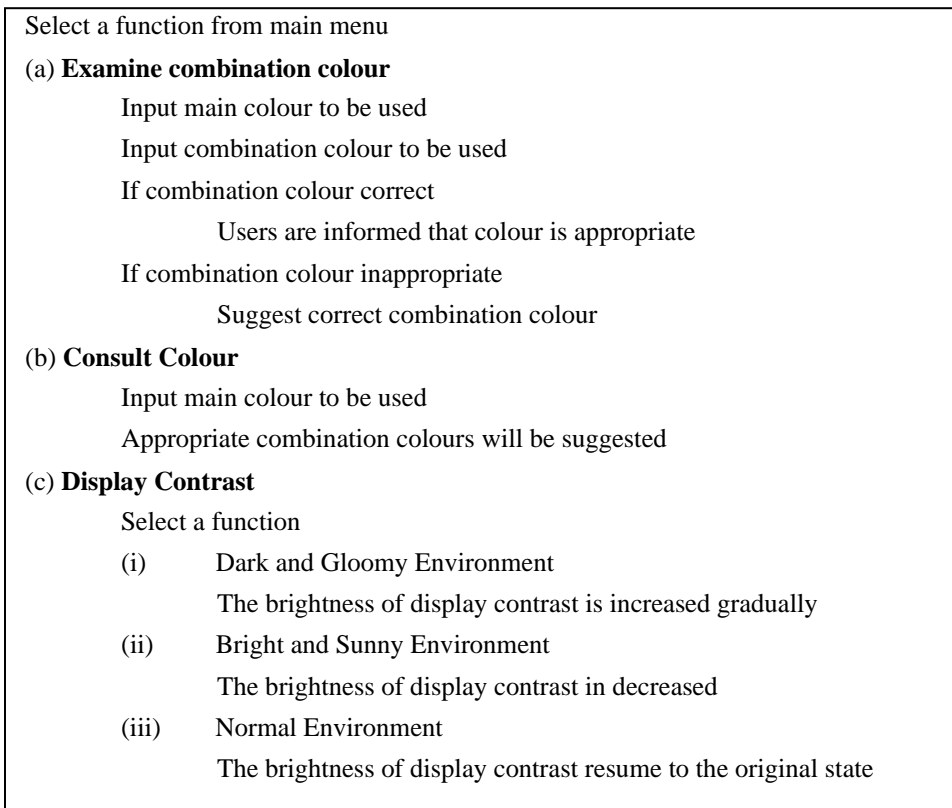 Select a function from main menu
(a) Examine combination colour
Input main colour to be used
Input combination colour to be used
If combination colour correct
Users are informed that colour is appropriate
If combination colour inappropriate
Suggest correct combination colour
(b) Consult Colour
Input main colour to be used
Appropriate combination colours will be suggested
(c) Display Contrast
Select a function
(i) Dark and Gloomy Environment
The brightness of display contrast is increased gradually
(ii) Bright and Sunny Environment
The brightness of display contrast in decreased
(iii) Normal Environment
The brightness of display contrast resume to the original state